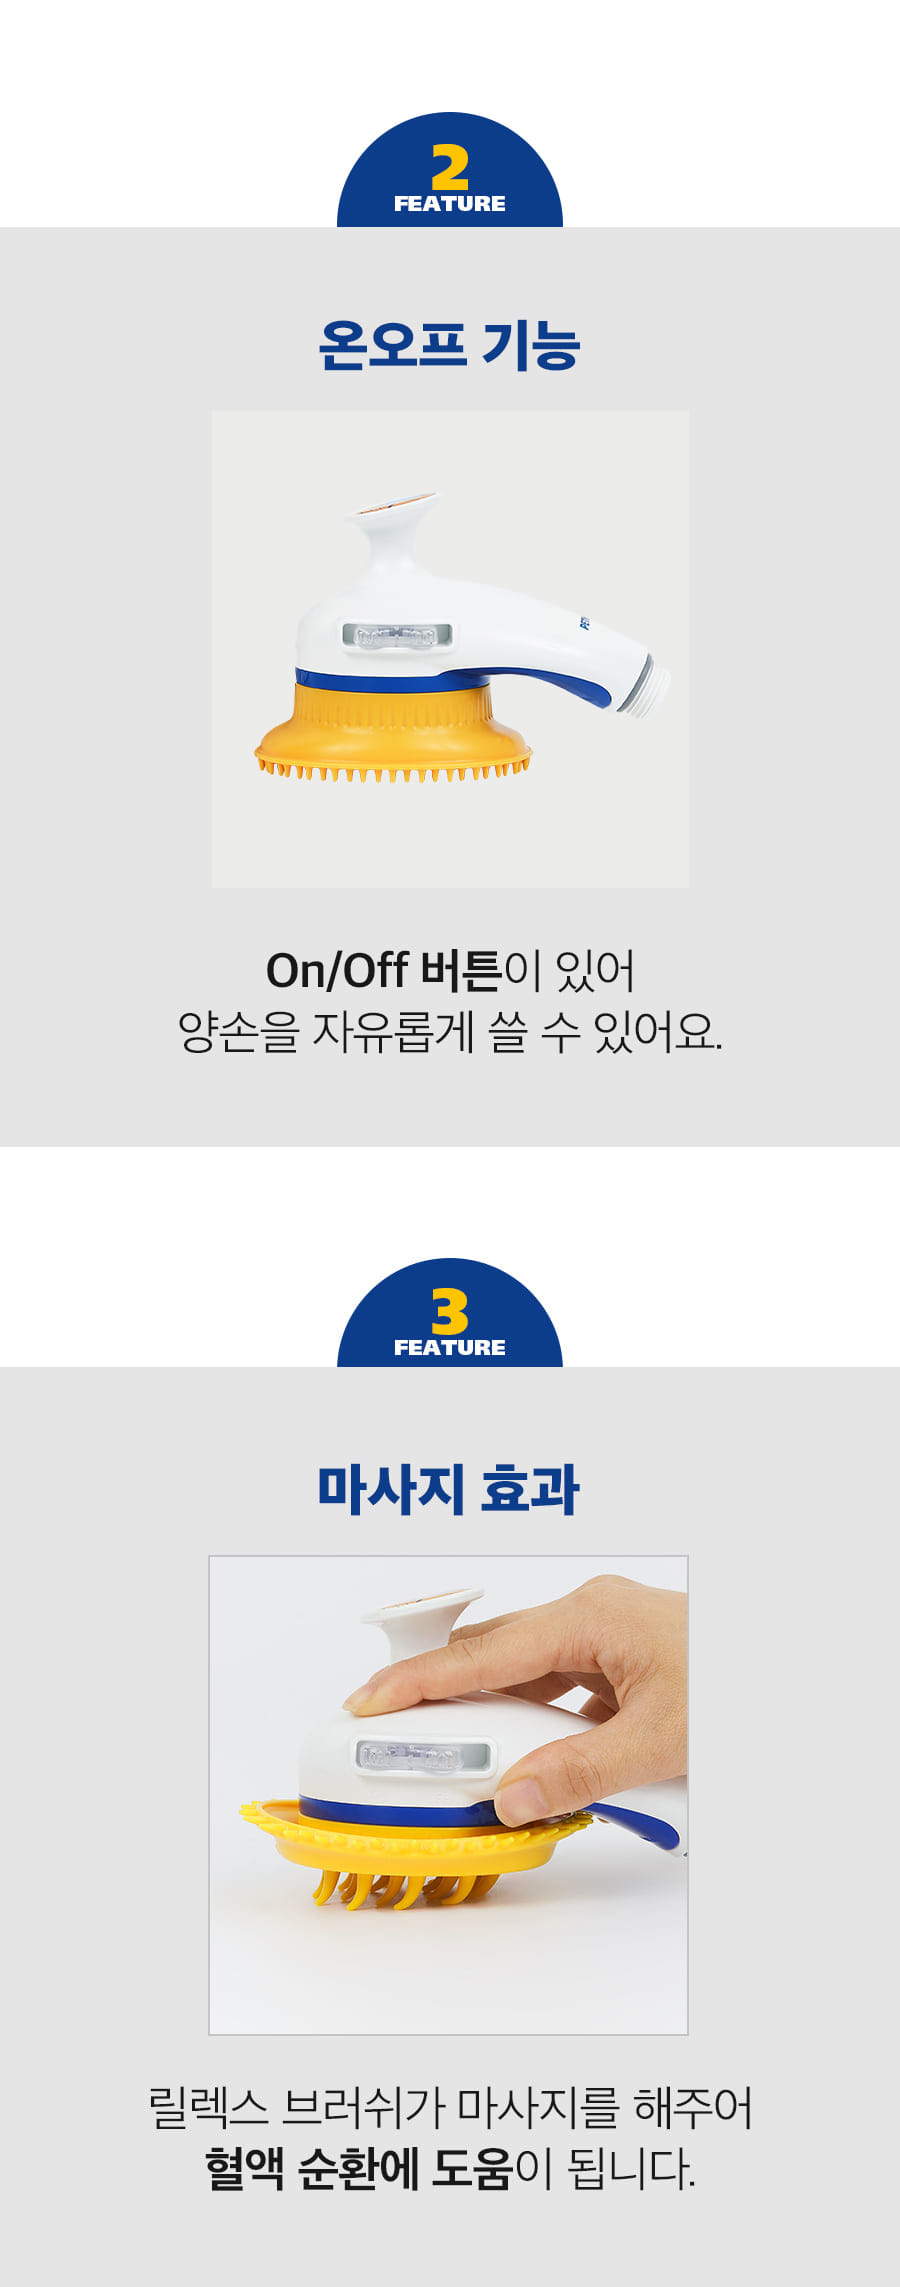 2
FEATURE
온오프 기능
On/Off 버튼이 있어
양손을 자유롭게 쓸 수 있어요.
3
FEATURE
마사지 효과
릴렉스 브러쉬가 마사지를 해주어
혈액 순환에 도움이 됩니다.